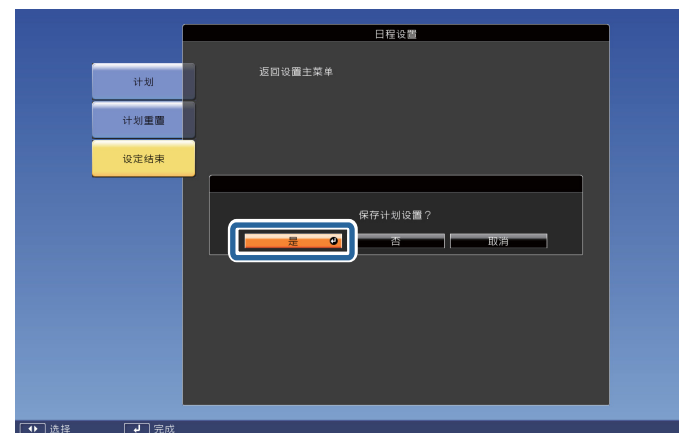 日程设置
返回设置主菜单
计划
计划重置
设定结束
保存计划设置？
是 否 取消
选择 完成